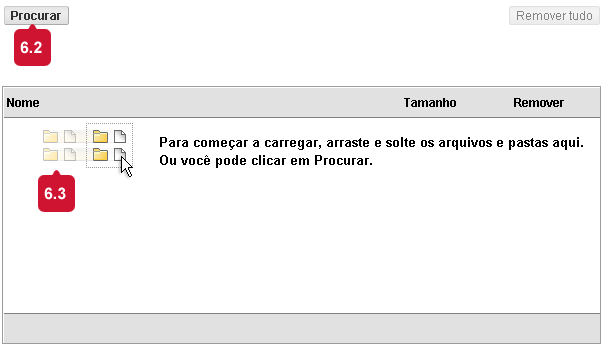 Procurar
Remover tudo
6.2
Nome
Tamanho
Remover
Para começar a carregar, arraste e solte os arquivos e pastas aqui.
Ou você pode clicar em Procurar.
6.3